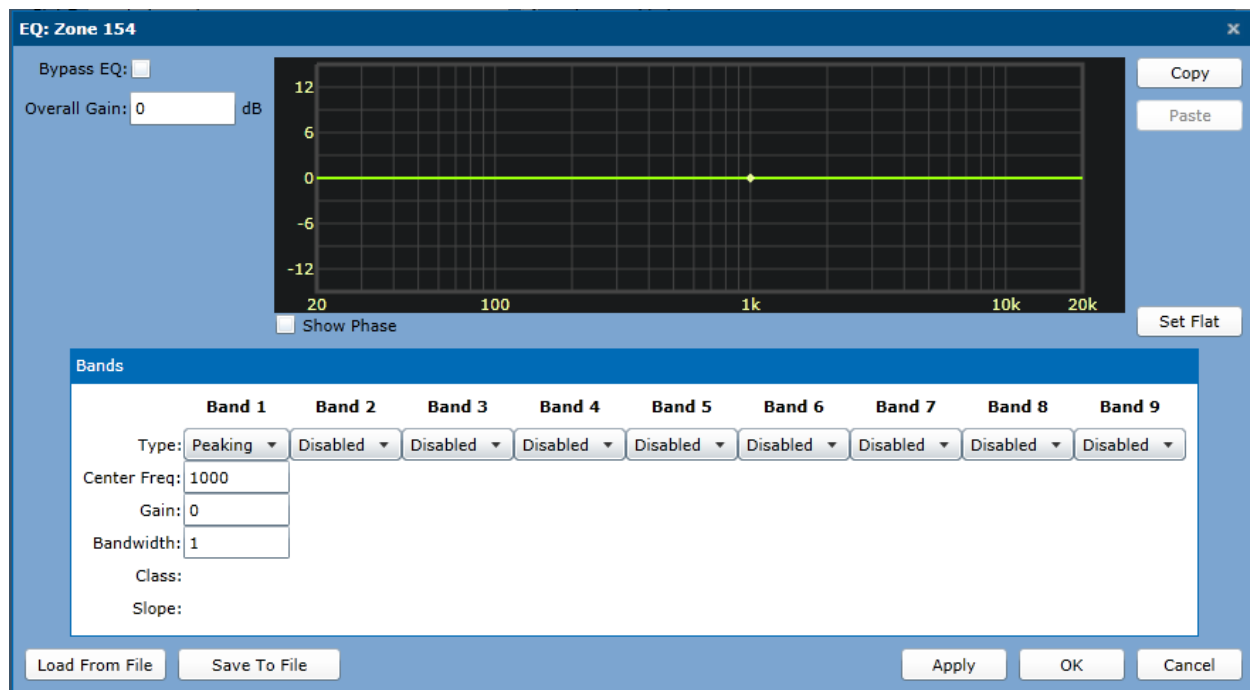 EQ: Zone 154
Bypass EQ:
Overall Gain: 0 dB
12
6
0
-6
-12
20 100 1k 10k 20k
Show Phase
Copy
Paste
Set Flat
Bands
Band 1 Band 2 Band 3 Band 4 Band 5 Band 6 Band 7 Band 8 Band 9
Type: Peaking Disabled Disabled Disabled Disabled Disabled Disabled Disabled Disabled
Center Freq: 1000
Gain: 0
Bandwidth: 1
Class:
Slope:
Load From File Save To File Apply OK Cancel